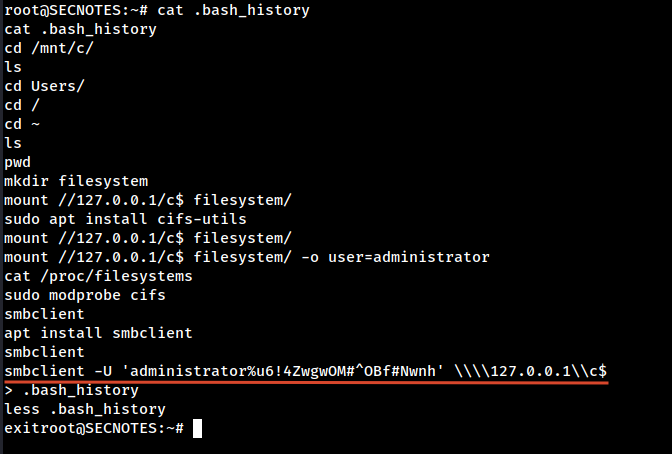 root@SECNOTES:~# cat .bash_history
cat .bash_history
cd /mnt/c/
ls
cd Users/
cd /
cd ~
ls
pwd
mkdir filesystem
mount //127.0.0.1/c$ filesystem/
sudo apt install cifs-utils
mount //127.0.0.1/c$ filesystem/
mount //127.0.0.1/c$ filesystem/ -o user=administrator
cat /proc/filesystems
sudo modprobe cifs
smbclient
apt install smbclient
smbclient
smbclient -U 'administrator%u6!4ZwgwOM#^OBf#Nwnh' \\\\127.0.0.1\\c$
> .bash_history
less .bash_history
exitroot@SECNOTES:~#